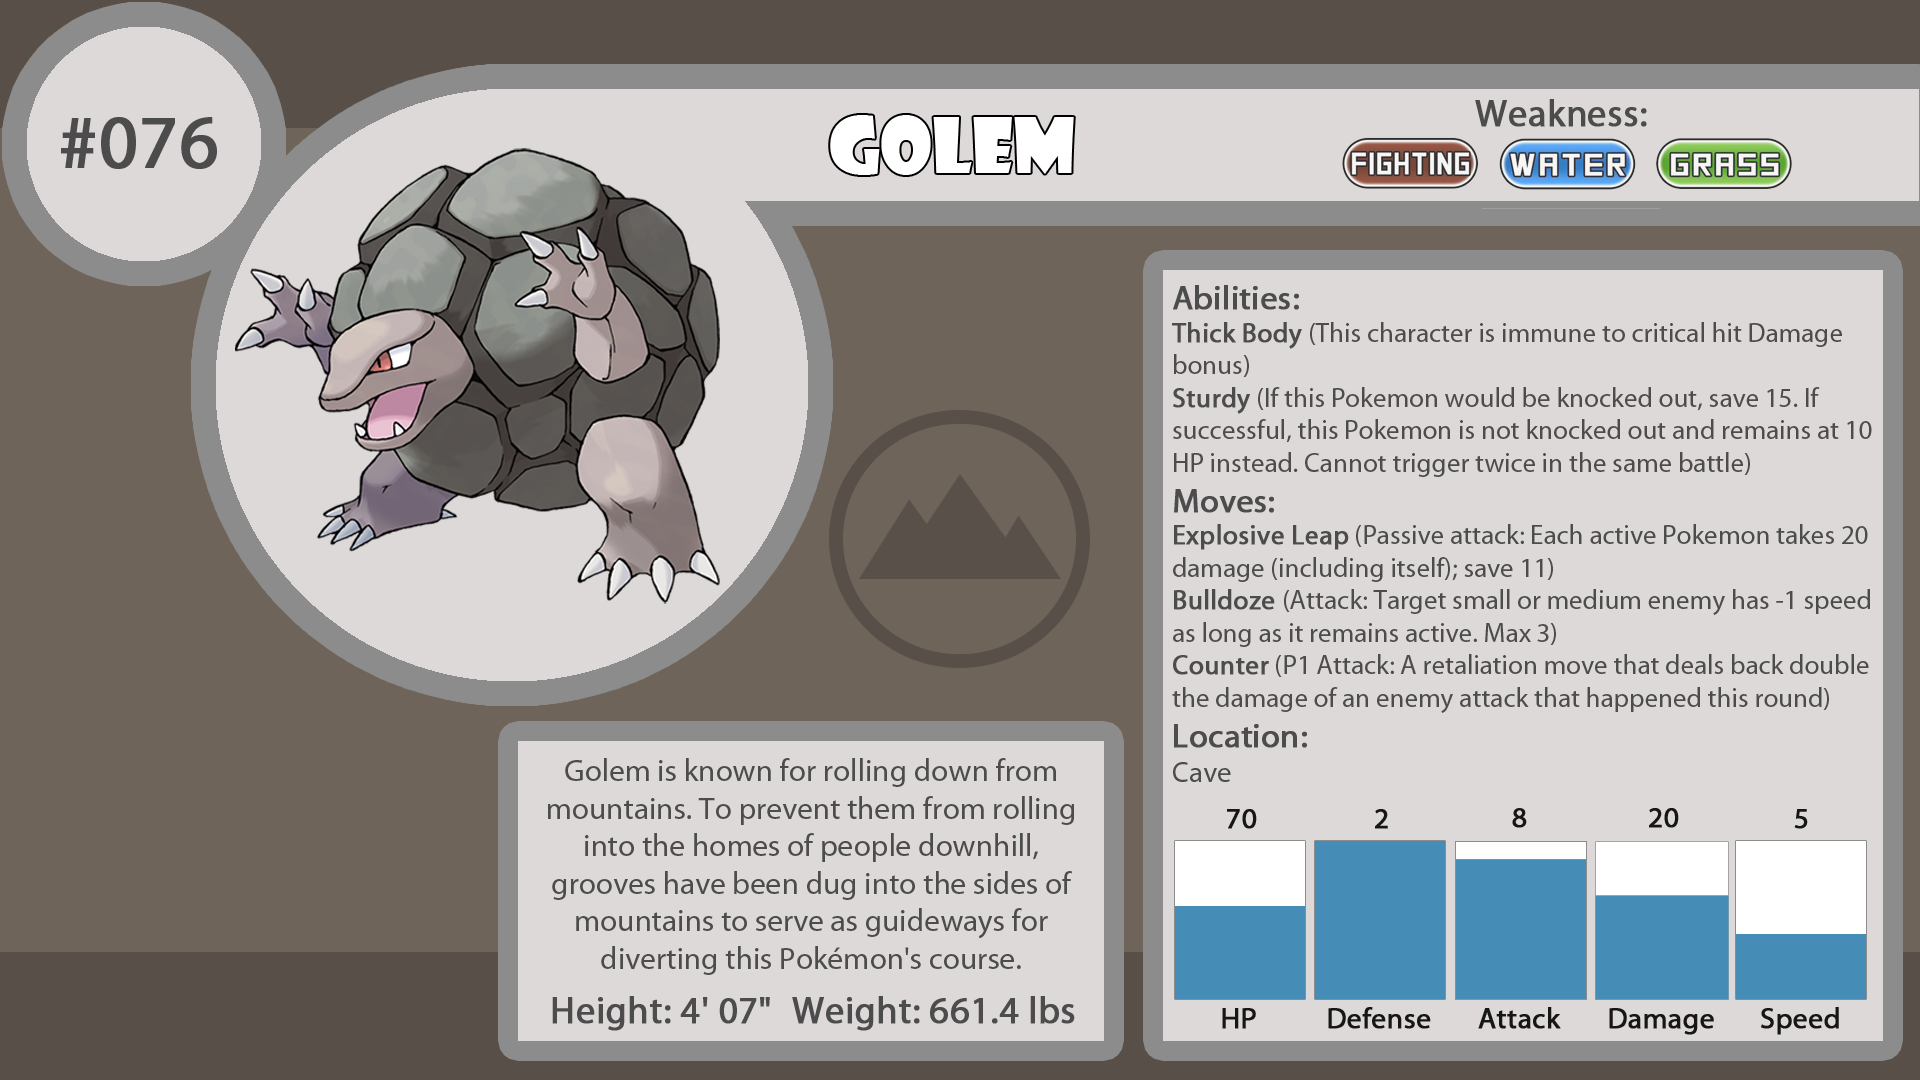 #076
GOLEM
Weakness:
FIGHTING WATER GRASS
Abilities:
Thick Body (This character is immune to critical hit Damage
bonus)
Sturdy (If this Pokemon would be knocked out, save 15. If
successful, this Pokemon is not knocked out and remains at 10
HP instead. Cannot trigger twice in the same battle)
Moves:
Explosive Leap (Passive attack: Each active Pokemon takes 20
damage (including itself); save 11)
Bulldoze (Attack: Target small or medium enemy has -1 speed
as long as it remains active. Max 3)
Counter (P1 Attack: A retaliation move that deals back double
the damage of an enemy attack that happened this round)
Location:
Cave
70 2 8 20 5
HP Defense Attack Damage Speed
Golem is known for rolling down from
mountains. To prevent them from rolling
into the homes of people downhill,
grooves have been dug into the sides of
mountains to serve as guideways for
diverting this Pokémon's course.
Height: 4' 07" Weight: 661.4 lbs